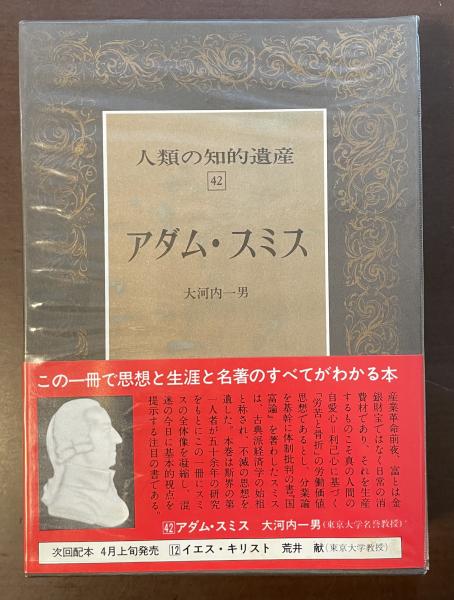 人類の知的遺産
42
アダム・スミス
大河内一男
この一冊で思想と生涯と名著のすべてがわかる本
産業革命前夜、富とは金
銀財宝ではなく日常の消
費材であり、それを生産
するものこそ真の人間の
自愛心=利己心に基づく
「労苦と骨折」の労働価値
思想であるとし、分業論
を基幹に体制批判の書『国
富論』を著わしたスミス
は、古典派経済学の始祖
と称され、不滅の思想を
遺した。本巻は斯界の第
一人者が五十余年の研究
をもとにこの一冊にスミ
スの全体像を凝縮し、混
迷の今日に基本的視点を
提示する注目の書である。
42アダム・スミス 大河内一男(東京大学名誉教授)
次回配本 4月上旬発売 12イエス・キリスト 荒井 献(東京大学教授)